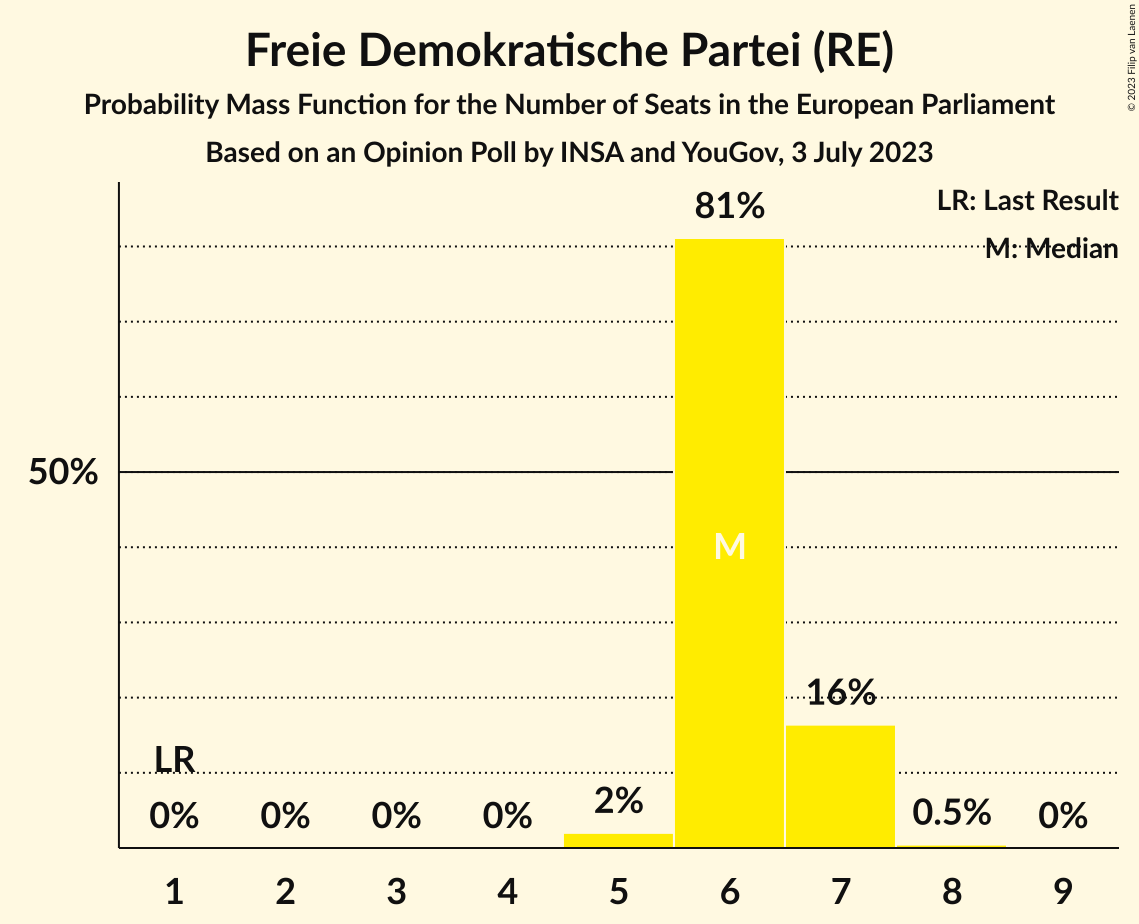 Freie Demokratische Partei (RE)
Probability Mass Function for the Number of Seats in the European Parliament
Based on an Opinion Poll by INSA and YouGov, 3 July 2023
© 2023 Filip van Laenen
LR: Last Result
M: Median
81%
50%
M
16%
LR
0%
0%
0%
0%
2%
0.5%
0%
1
2
3
4
5
6
7
8
9